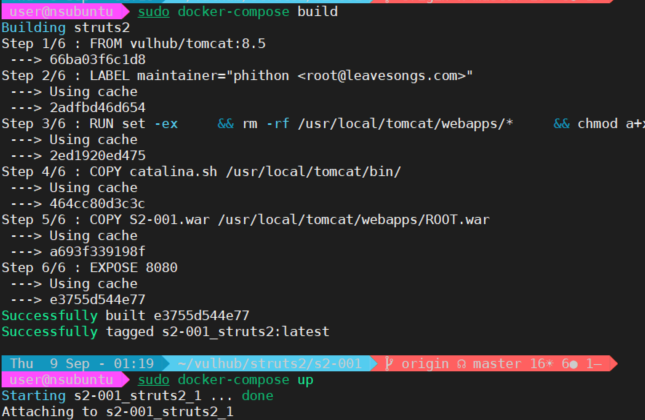 user@nsubuntu sudo docker-compose build
Building struts2
Step 1/6 : FROM vulhub/tomcat:8.5
---> 66ba03f6c1d8
Step 2/6 : LABEL maintainer="phithon <root@leavesongs.com>"
---> Using cache
---> 2adfbd46d654
Step 3/6 : RUN set -ex && rm -rf /usr/local/tomcat/webapps/* && chmod a+x
---> Using cache
---> 2ed1920ed475
Step 4/6 : COPY catalina.sh /usr/local/tomcat/bin/
---> Using cache
---> 464cc80d3c3c
Step 5/6 : COPY S2-001.war /usr/local/tomcat/webapps/ROOT.war
---> Using cache
---> a693f339198f
Step 6/6 : EXPOSE 8080
---> Using cache
---> e3755d544e77
Successfully built e3755d544e77
Successfully tagged s2-001_struts2:latest
Thu 9 Sep - 01:19 ~/vulhub/struts2/s2-001 origin ☊ master 16☀ 6● 1‒
user@nsubuntu sudo docker-compose up
Starting s2-001_struts2_1 ... done
Attaching to s2-001_struts2_1